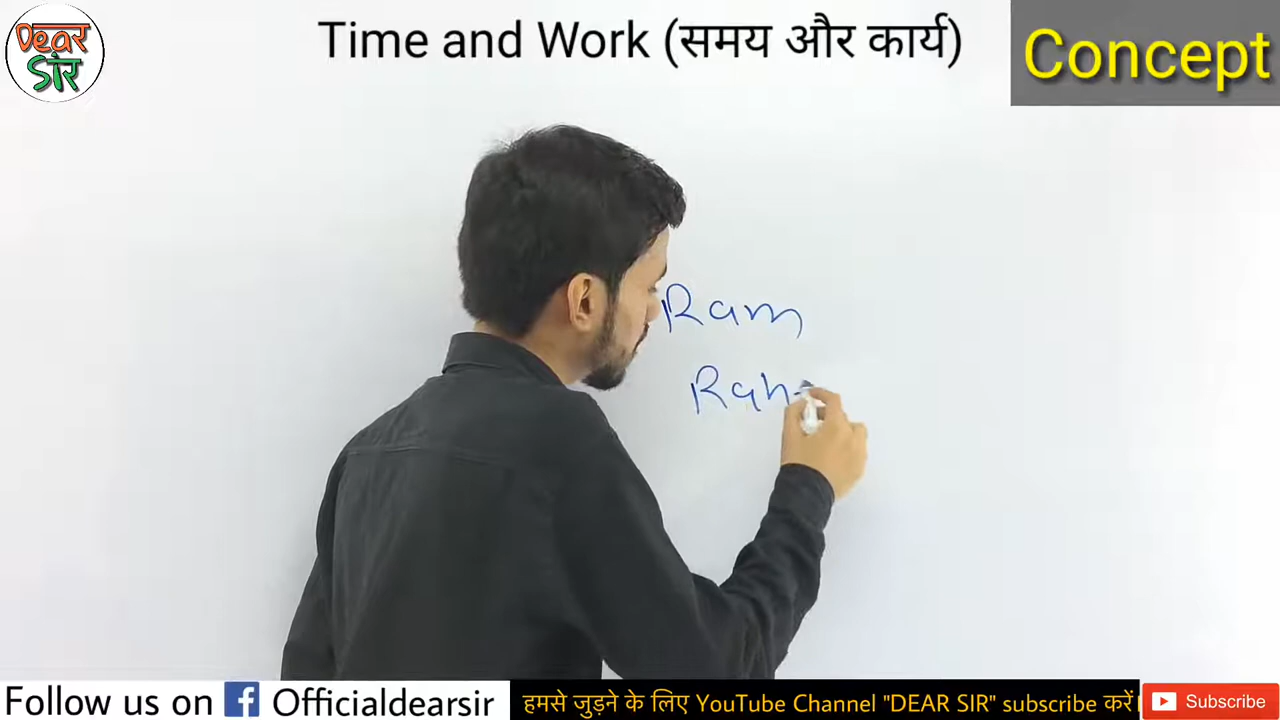 Dear
Sir
Time and Work (समय और कार्य)
Concept
Ram
Rah
Follow us on f Officialdearsir
हमसे जुड़ने के लिए YouTube Channel "DEAR SIR" subscribe करें।
Subscribe